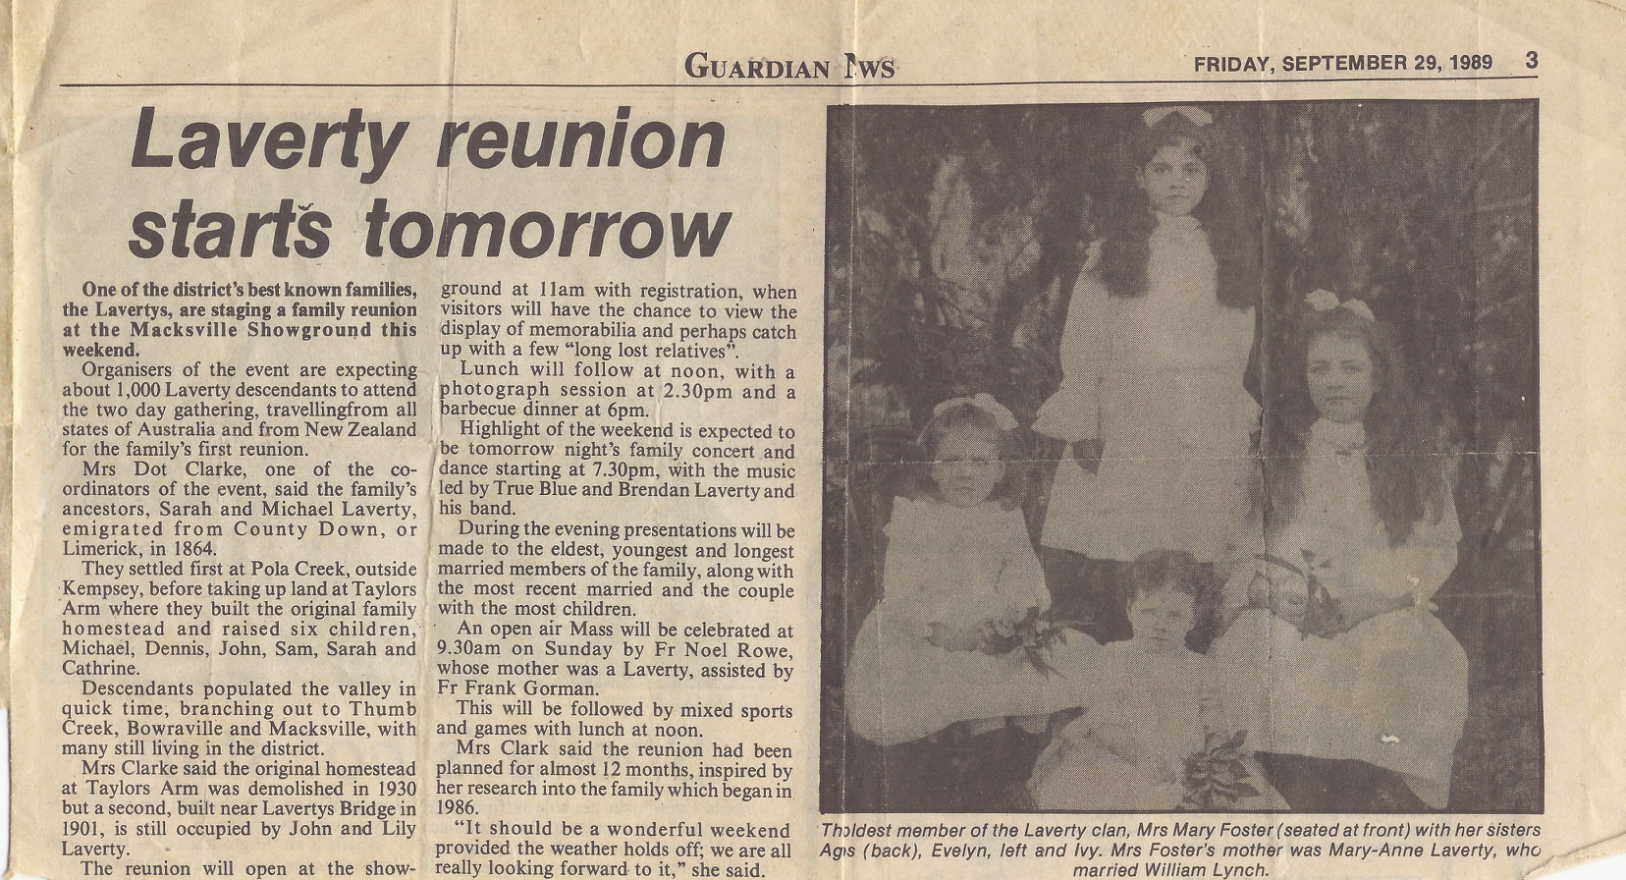 GUARDIAN NWS
FRIDAY, SEPTEMBER 29, 1989 3
Laverty reunion
starts tomorrow
One of the district's best known families,
the Lavertys, are staging a family reunion
at the Macksville Showground this
weekend.
Organisers of the event are expecting
about 1,000 Laverty descendants to attend
the two day gathering, travellingfrom all
states of Australia and from New Zealand
for the family's first reunion.
Mrs Dot Clarke, one of the co-
ordinators of the event, said the family's
ancestors, Sarah and Michael Laverty,
emigrated from County Down, or
Limerick, in 1864.
They settled first at Pola Creek, outside
Kempsey, before taking up land at Taylors
Arm where they built the original family
homestead and raised six children,
Michael, Dennis, John, Sam, Sarah and
Cathrine.
Descendants populated the valley in
quick time, branching out to Thumb
Creek, Bowraville and Macksville, with
many still living in the district.
Mrs Clarke said the original homestead
at Taylors Arm was demolished in 1930
but a second, built near Lavertys Bridge in
1901, is still occupied by John and Lily
Laverty.
The reunion will open at the show-
ground at 11am with registration, when
visitors will have the chance to view the
display of memorabilia and perhaps catch
up with a few "long lost relatives".
Lunch will follow at noon, with a
photograph session at 2.30pm and a
barbecue dinner at 6pm.
Highlight of the weekend is expected to
be tomorrow night's family concert and
dance starting at 7.30pm, with the music
led by True Blue and Brendan Laverty and
his band.
During the evening presentations will be
made to the eldest, youngest and longest
married members of the family, along with
the most recent married and the couple
with the most children.
An open air Mass will be celebrated at
9.30am on Sunday by Fr Noel Rowe,
whose mother was a Laverty, assisted by
Fr Frank Gorman.
This will be followed by mixed sports
and games with lunch at noon.
Mrs Clark said the reunion had been
planned for almost 12 months, inspired by
her research into the family which began in
1986.
"It should be a wonderful weekend
provided the weather holds off; we are all
really looking forward to it," she said.
Tholdest member of the Laverty clan, Mrs Mary Foster (seated at front) with her sisters
Ags (back), Evelyn, left and Ivy. Mrs Foster's mother was Mary-Anne Laverty, who
married William Lynch.